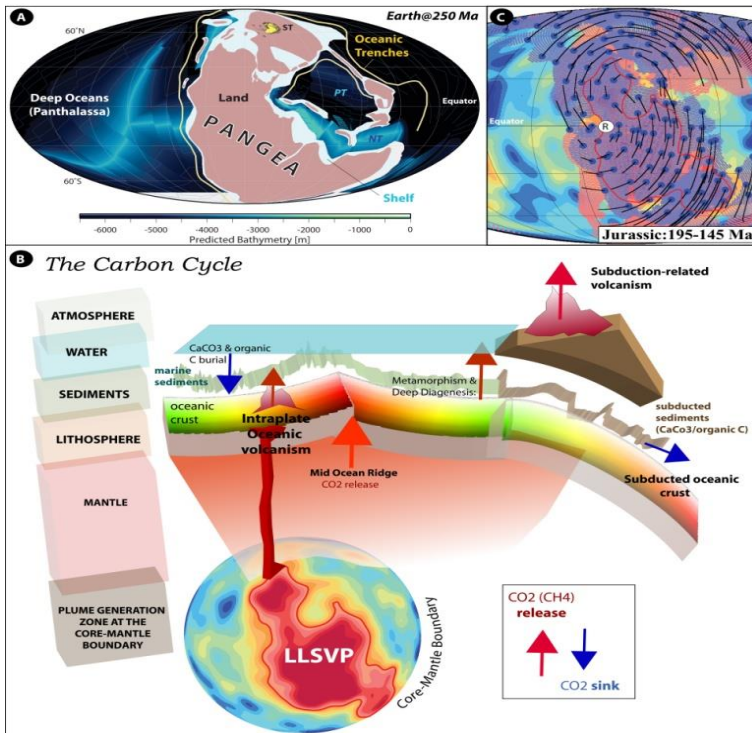 A
Earth@250 Ma
60°N
ST
Oceanic
Trenches
Deep Oceans
(Panthalassa)
Land
PT
Equator
PANGEA
NT
60°S
Shelf
-6000 -5000 -4000 -3000 -2000 -1000 0
Predicted Bathymetry [m]
C
Equator
R
Jurassic:195-145 Ma
B
The Carbon Cycle
ATMOSPHERE
WATER
SEDIMENTS
LITHOSPHERE
MANTLE
PLUME GENERATION
ZONE AT THE
CORE-MANTLE
BOUNDARY
CaCO3 & organic
C burial
marine
sediments
oceanic
crust
Intraplate
Oceanic
volcanism
Mid Ocean Ridge
CO2 release
Metamorphism &
Deep Diagenesis:
Subduction-related
volcanism
subducted
sediments
(CaCo3/organic C)
Subducted oceanic
crust
LLSVP
Core-Mantle Boundary
CO2 (CH4)
release
CO2 sink